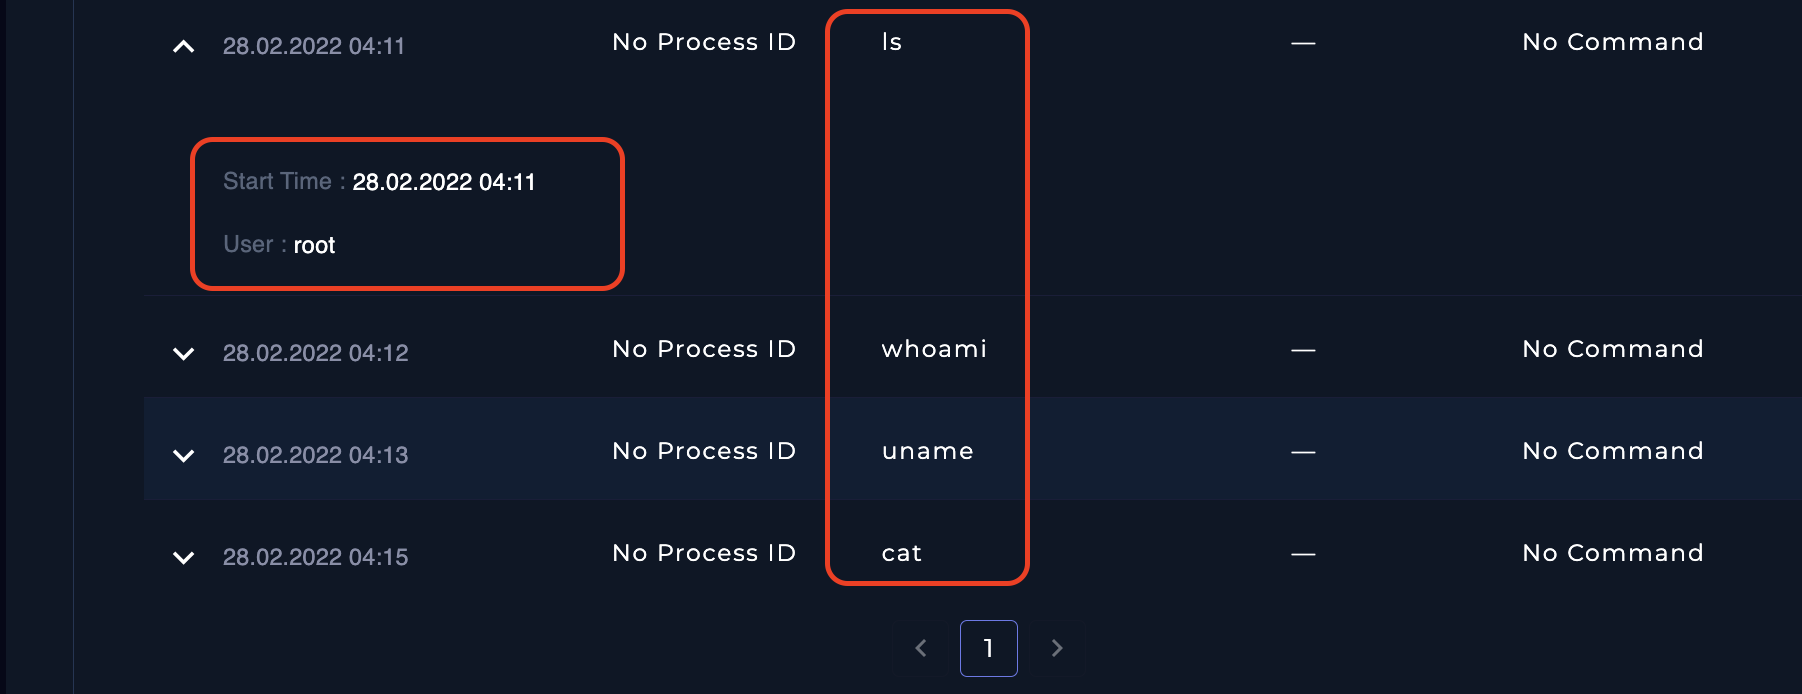 28.02.2022 04:11 No Process ID ls — No Command
Start Time : 28.02.2022 04:11
User : root
28.02.2022 04:12 No Process ID whoami — No Command
28.02.2022 04:13 No Process ID uname — No Command
28.02.2022 04:15 No Process ID cat — No Command
1